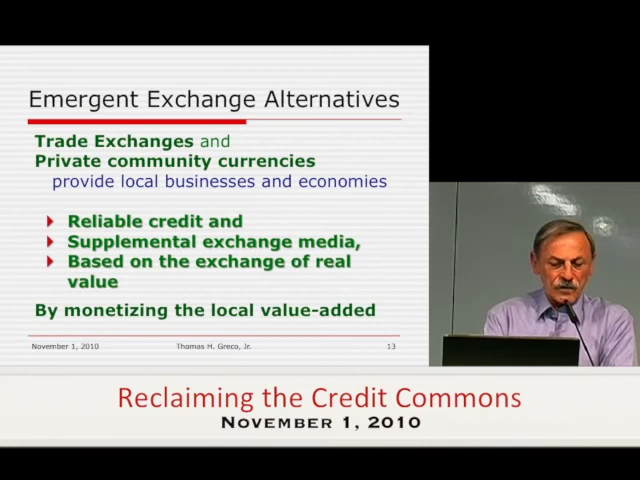 Emergent Exchange Alternatives
Trade Exchanges and
Private community currencies
provide local businesses and economies
Reliable credit and
Supplemental exchange media,
Based on the exchange of real
value
By monetizing the local value-added
November 1, 2010 Thomas H. Greco, Jr. 13
Reclaiming the Credit Commons
November 1, 2010